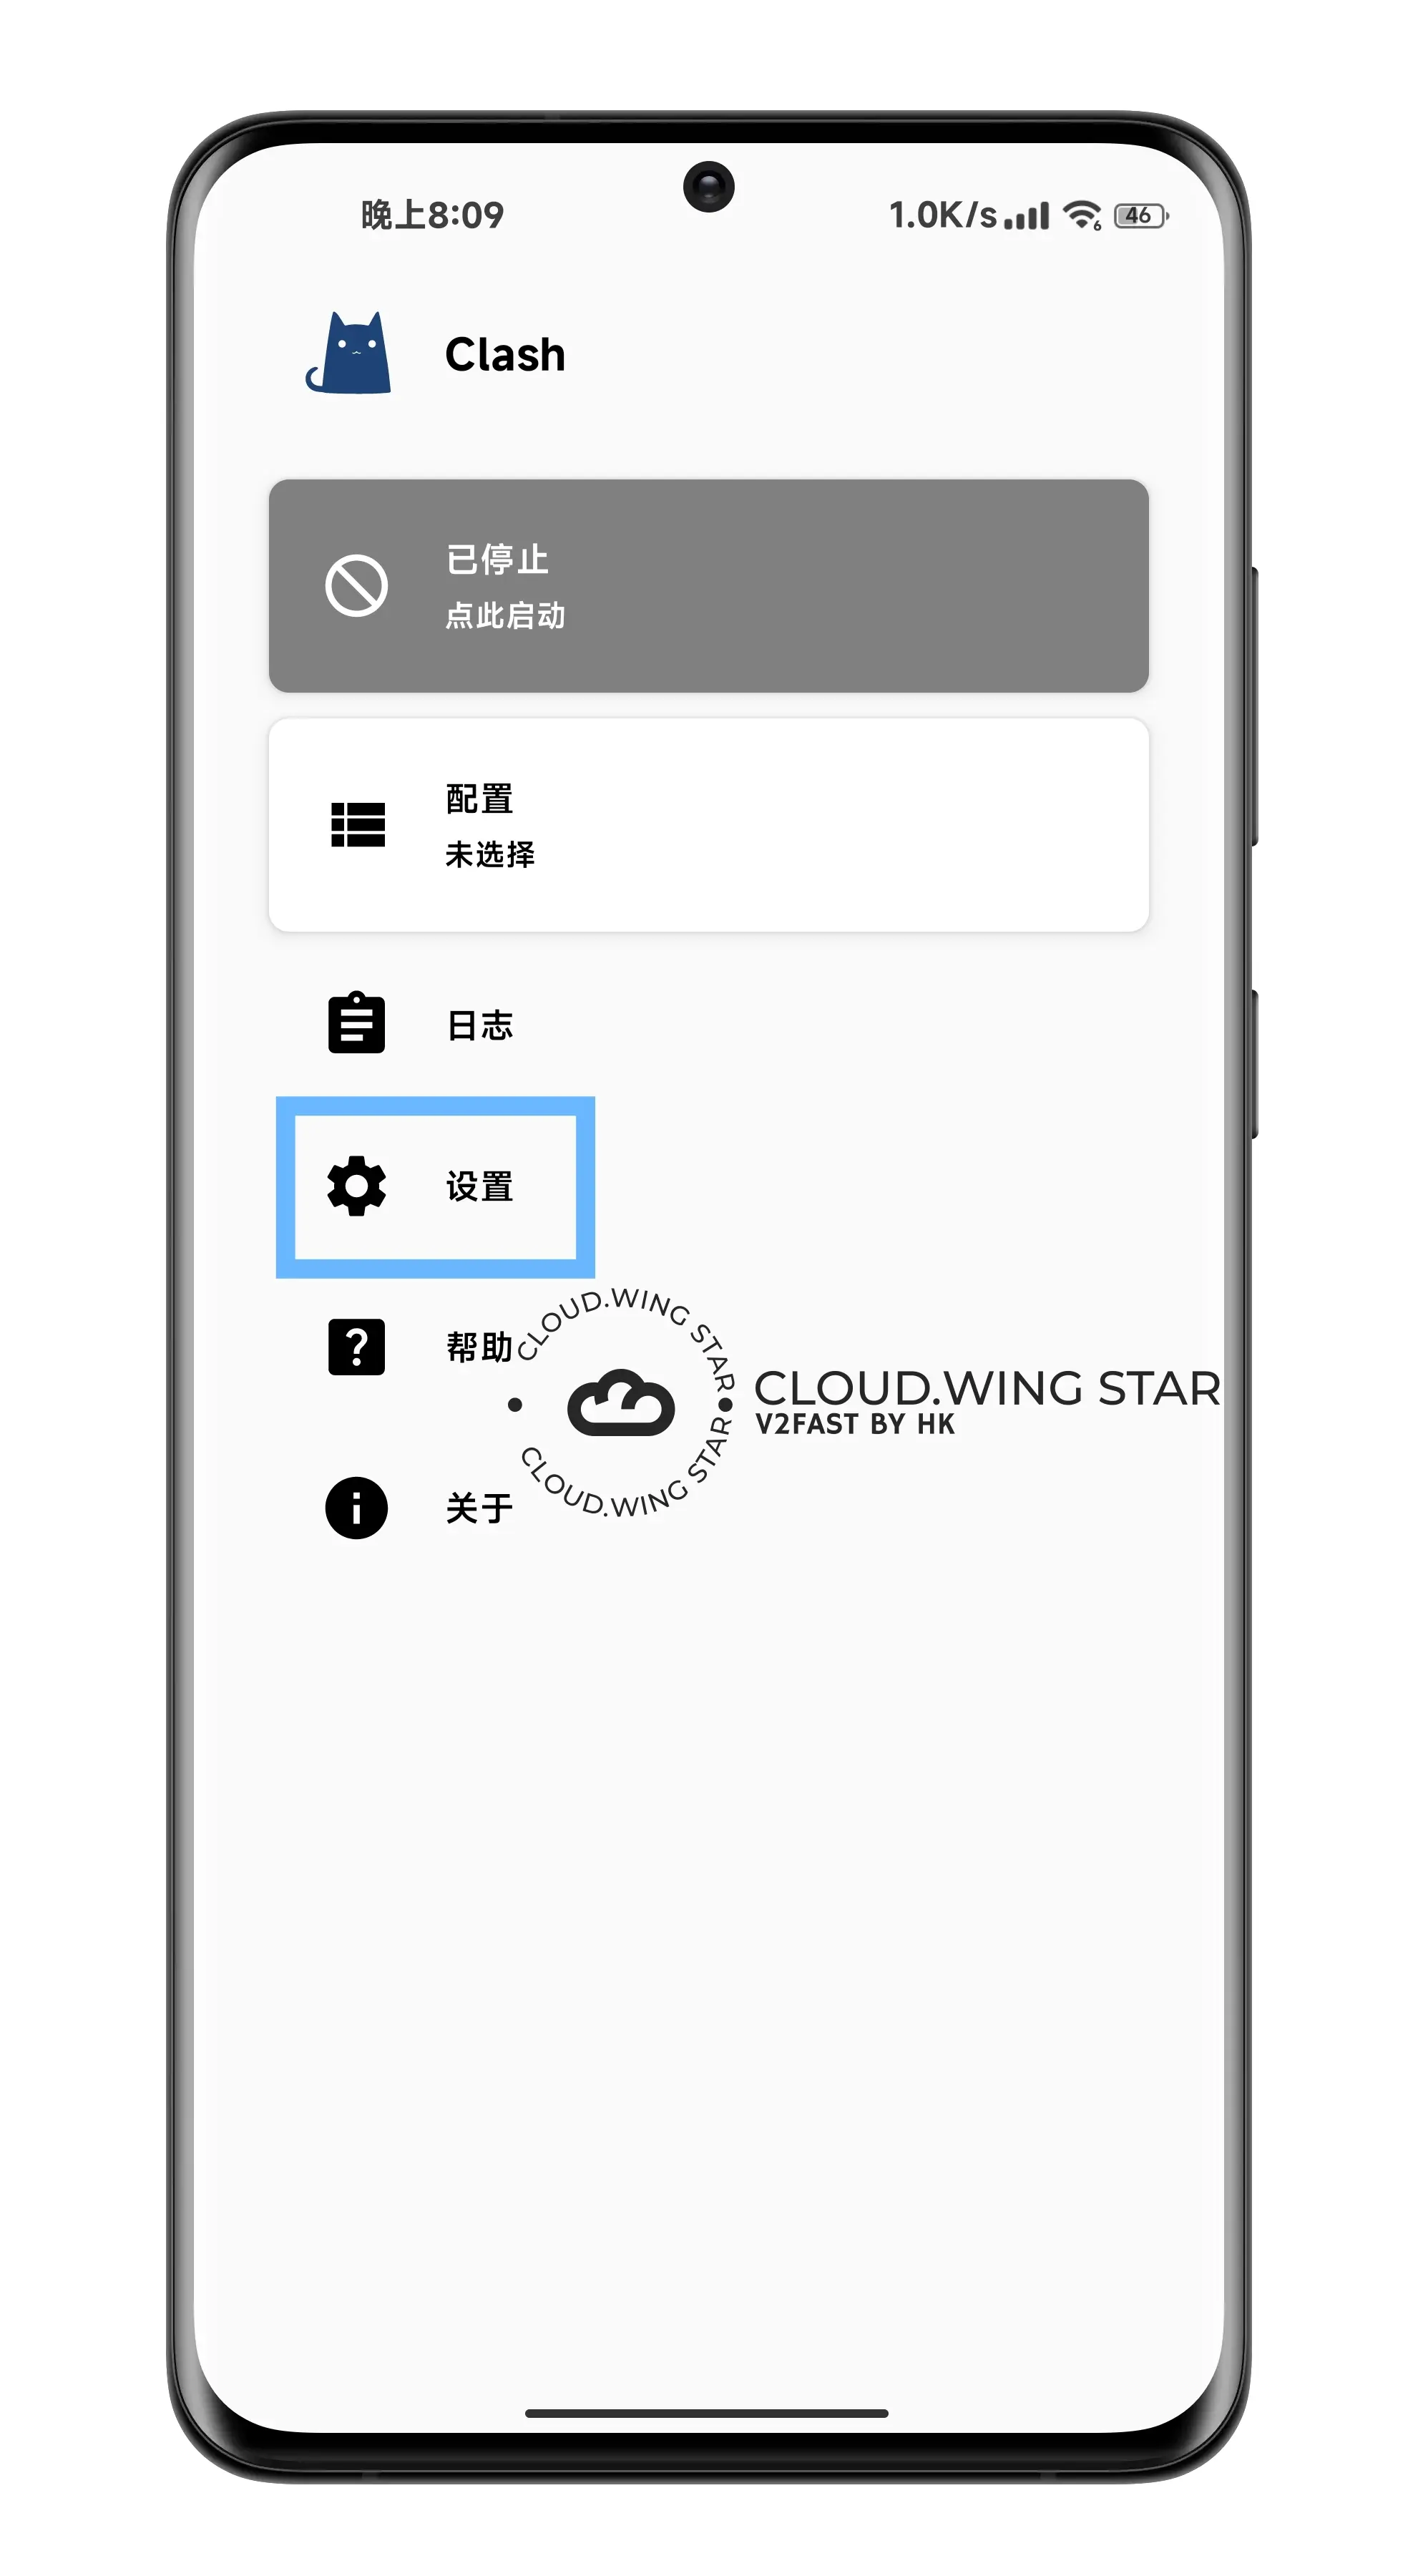 晚上8:09
1.0K/s
6
46
Clash
已停止
点此启动
配置
未选择
日志
设置
帮助
CLOUD.WING STAR
CLOUD.WING STAR
V2FAST BY HK
CLOUD.WING STAR
关于